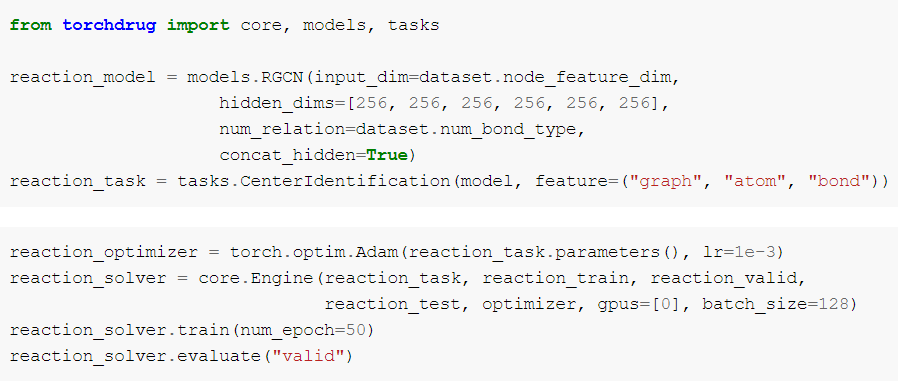 from torchdrug import core, models, tasks
reaction_model = models.RGCN(input_dim=dataset.node_feature_dim,
hidden_dims=[256, 256, 256, 256, 256, 256],
num_relation=dataset.num_bond_type,
concat_hidden=True)
reaction_task = tasks.CenterIdentification(model, feature=("graph", "atom", "bond"))
reaction_optimizer = torch.optim.Adam(reaction_task.parameters(), lr=1e-3)
reaction_solver = core.Engine(reaction_task, reaction_train, reaction_valid,
reaction_test, optimizer, gpus=[0], batch_size=128)
reaction_solver.train(num_epoch=50)
reaction_solver.evaluate("valid")